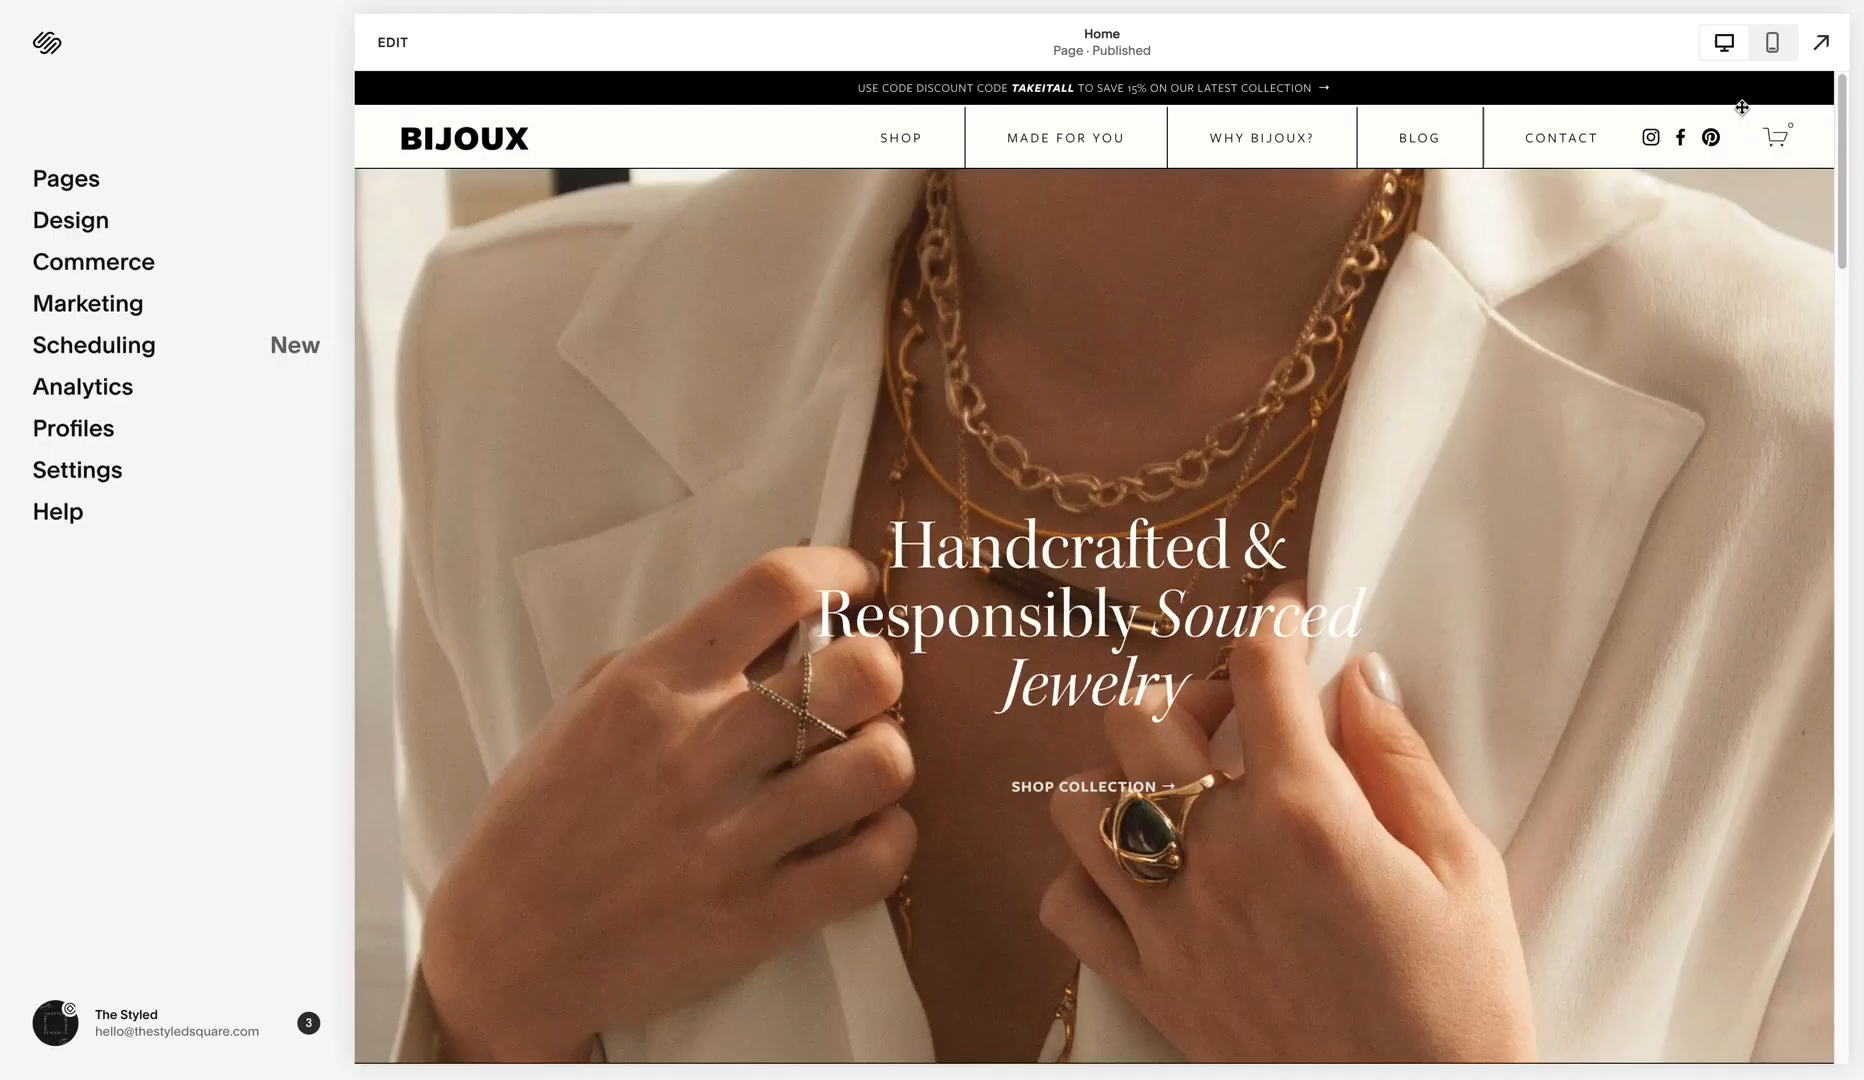 EDIT
Home
Page · Published
USE CODE DISCOUNT CODE TAKEITALL TO SAVE 15% ON OUR LATEST COLLECTION →
BIJOUX
SHOP
MADE FOR YOU
WHY BIJOUX?
BLOG
CONTACT
0
Pages
Design
Commerce
Marketing
Scheduling New
Analytics
Profiles
Settings
Help
Handcrafted &
Responsibly Sourced
Jewelry
SHOP COLLECTION →
The Styled
hello@thestyledsquare.com
3